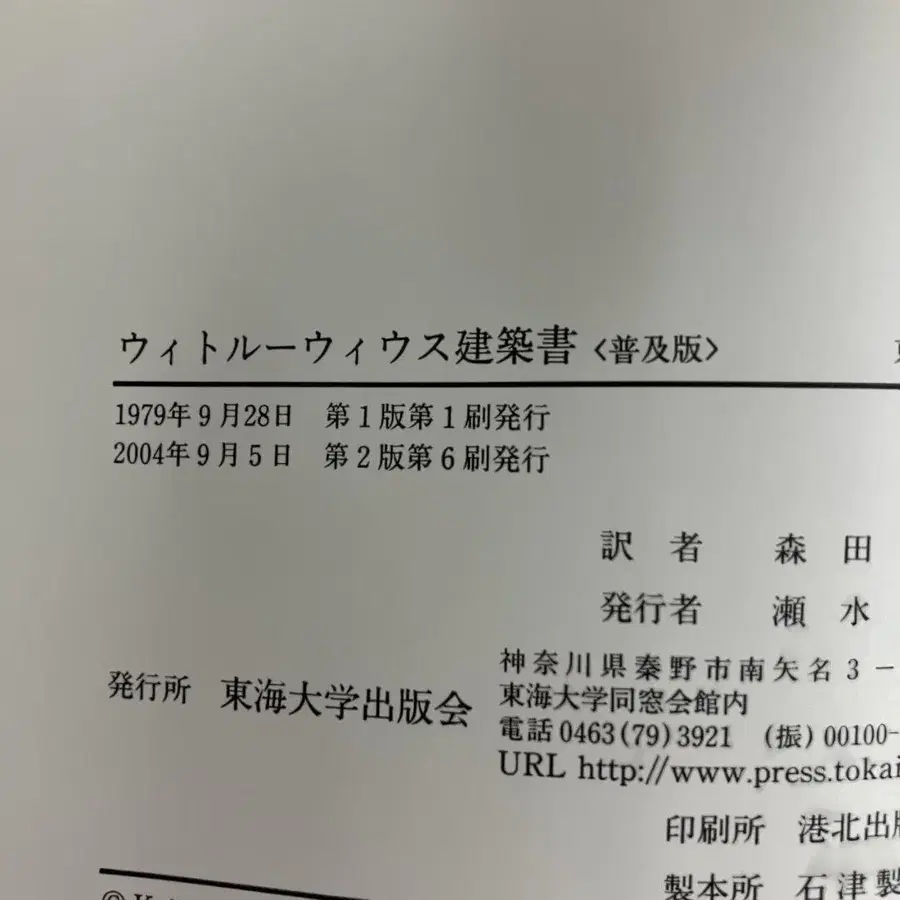 ウィトルーウィウス建築書〈普及版〉
1979年9月28日 第1版第1刷発行
2004年9月5日 第2版第6刷発行
訳者 森田
発行者 瀬水
発行所 東海大学出版会
神奈川県秦野市南矢名3－
東海大学同窓会館内
電話0463(79)3921 (振)00100-
URL http://www.press.tokai
印刷所 港北出版
製本所 石津製
©